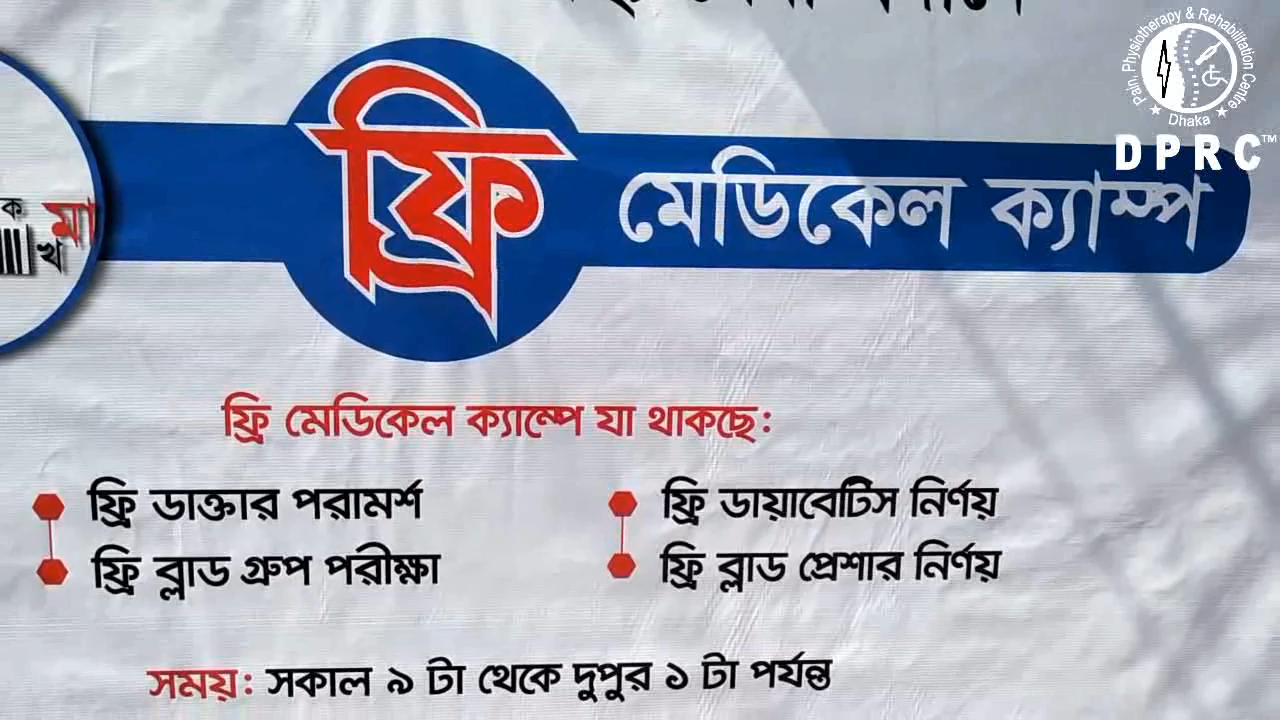 Pain, Physiotherapy & Rehabilitation Centre
Dhaka
DPRC™
ফ্রি মেডিকেল ক্যাম্প
ক
মা
খ
ফ্রি মেডিকেল ক্যাম্পে যা থাকছে:
ফ্রি ডাক্তার পরামর্শ
ফ্রি ব্লাড গ্রুপ পরীক্ষা
ফ্রি ডায়াবেটিস নির্ণয়
ফ্রি ব্লাড প্রেশার নির্ণয়
সময়: সকাল ৯ টা থেকে দুপুর ১ টা পর্যন্ত